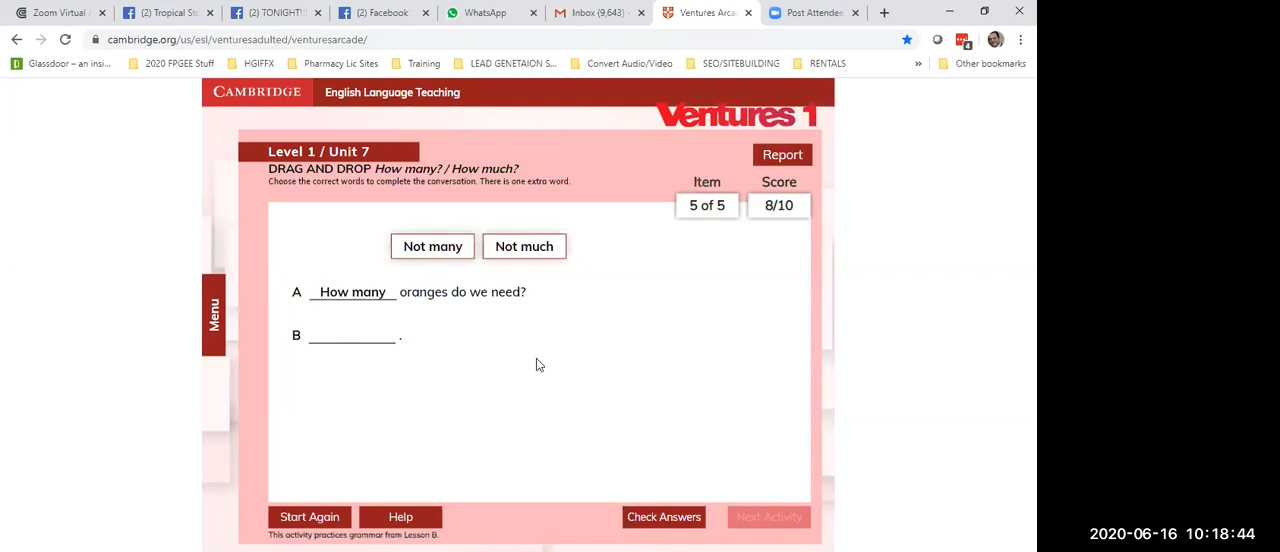 Zoom Virtual A
(2) Tropical Sto
(2) TONIGHT!!!
(2) Facebook
WhatsApp
Inbox (9,643) -
Ventures Arca
Post Attendee
cambridge.org/us/esl/venturesadulted/venturesarcade/
4
Glassdoor – an insi...
2020 FPGEE Study
HGIFFX
Pharmacy Lic Sites
Training
LEAD GENETAION S...
Convert Audio/Video
SEO/SITEBUILDING
RENTALS
»
Other bookmarks
CAMBRIDGE
English Language Teaching
Ventures 1
Level 1 / Unit 7
Report
DRAG AND DROP How many? / How much?
Choose the correct words to complete the conversation. There is one extra word.
Item
Score
5 of 5
8/10
Not many
Not much
A How many oranges do we need?
B ____________ .
Menu
Start Again
Help
Check Answers
Next Activity
This activity practices grammar from Lesson B.
2020-06-16 10:18:44